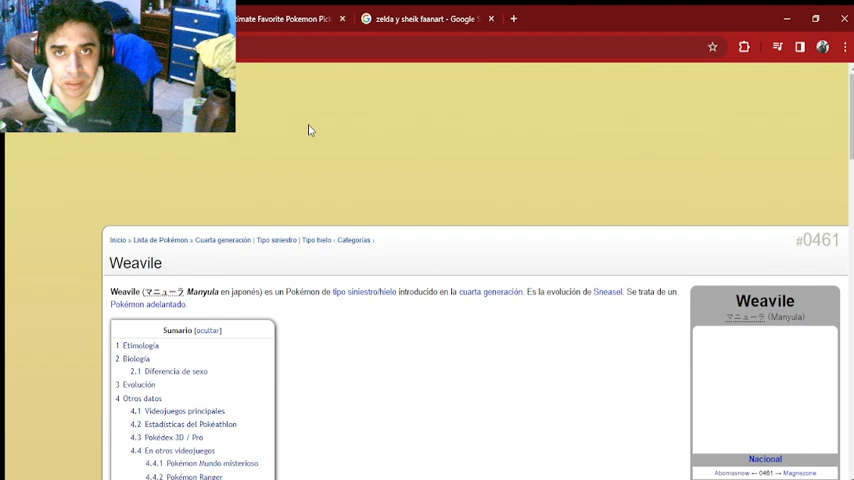 timate Favorite Pokemon Pick
zelda y sheik faanart - Google S
Inicio » Lista de Pokémon » Cuarta generación | Tipo siniestro | Tipo hielo ‹ Categorías ›
#0461
Weavile
Weavile (マニューラ Manyula en japonés) es un Pokémon de tipo siniestro/hielo introducido en la cuarta generación. Es la evolución de Sneasel. Se trata de un
Pokémon adelantado.
Sumario [ocultar]
1 Etimología
2 Biología
2.1 Diferencia de sexo
3 Evolución
4 Otros datos
4.1 Videojuegos principales
4.2 Estadísticas del Pokéathlon
4.3 Pokédex 3D / Pro
4.4 En otros videojuegos
4.4.1 Pokémon Mundo misterioso
4.4.2 Pokémon Ranger
Weavile
マニューラ (Manyula)
Nacional
Abomasnow ← 0461 → Magnezone